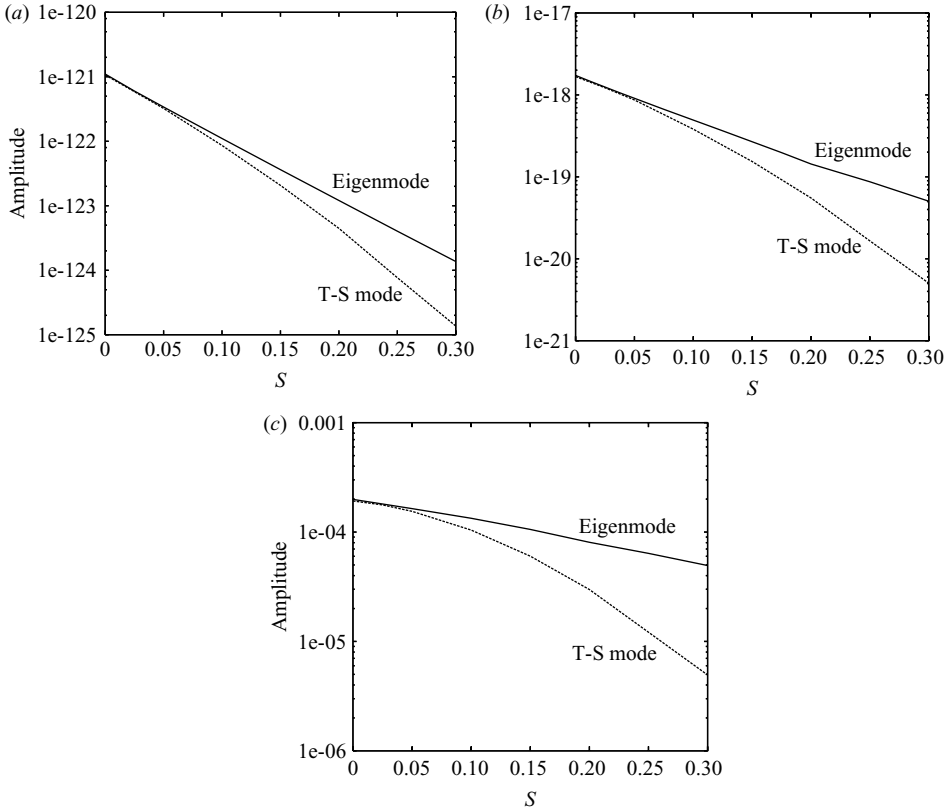 (a)
1e-120
1e-121
1e-122
1e-123
1e-124
1e-125
Amplitude
Eigenmode
T-S mode
0 0.05 0.10 0.15 0.20 0.25 0.30
S
(b)
1e-17
1e-18
1e-19
1e-20
1e-21
Eigenmode
T-S mode
0 0.05 0.10 0.15 0.20 0.25 0.30
S
(c)
0.001
1e-04
1e-05
1e-06
Amplitude
Eigenmode
T-S mode
0 0.05 0.10 0.15 0.20 0.25 0.30
S